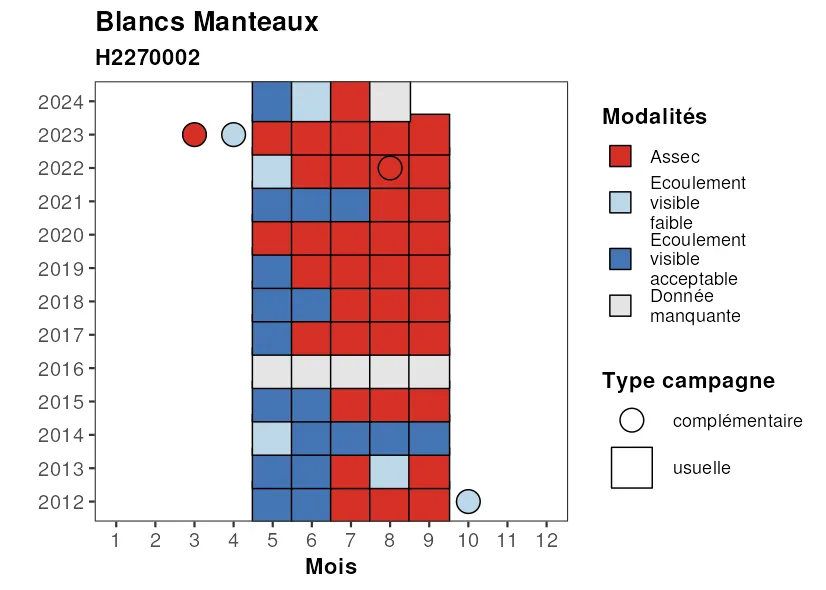 Blancs Manteaux
H2270002
2024
2023
2022
2021
2020
2019
2018
2017
2016
2015
2014
2013
2012
1 2 3 4 5 6 7 8 9 10 11 12
Mois
Modalités
Assec
Ecoulement
visible
faible
Ecoulement
visible
acceptable
Donnée
manquante
Type campagne
complémentaire
usuelle